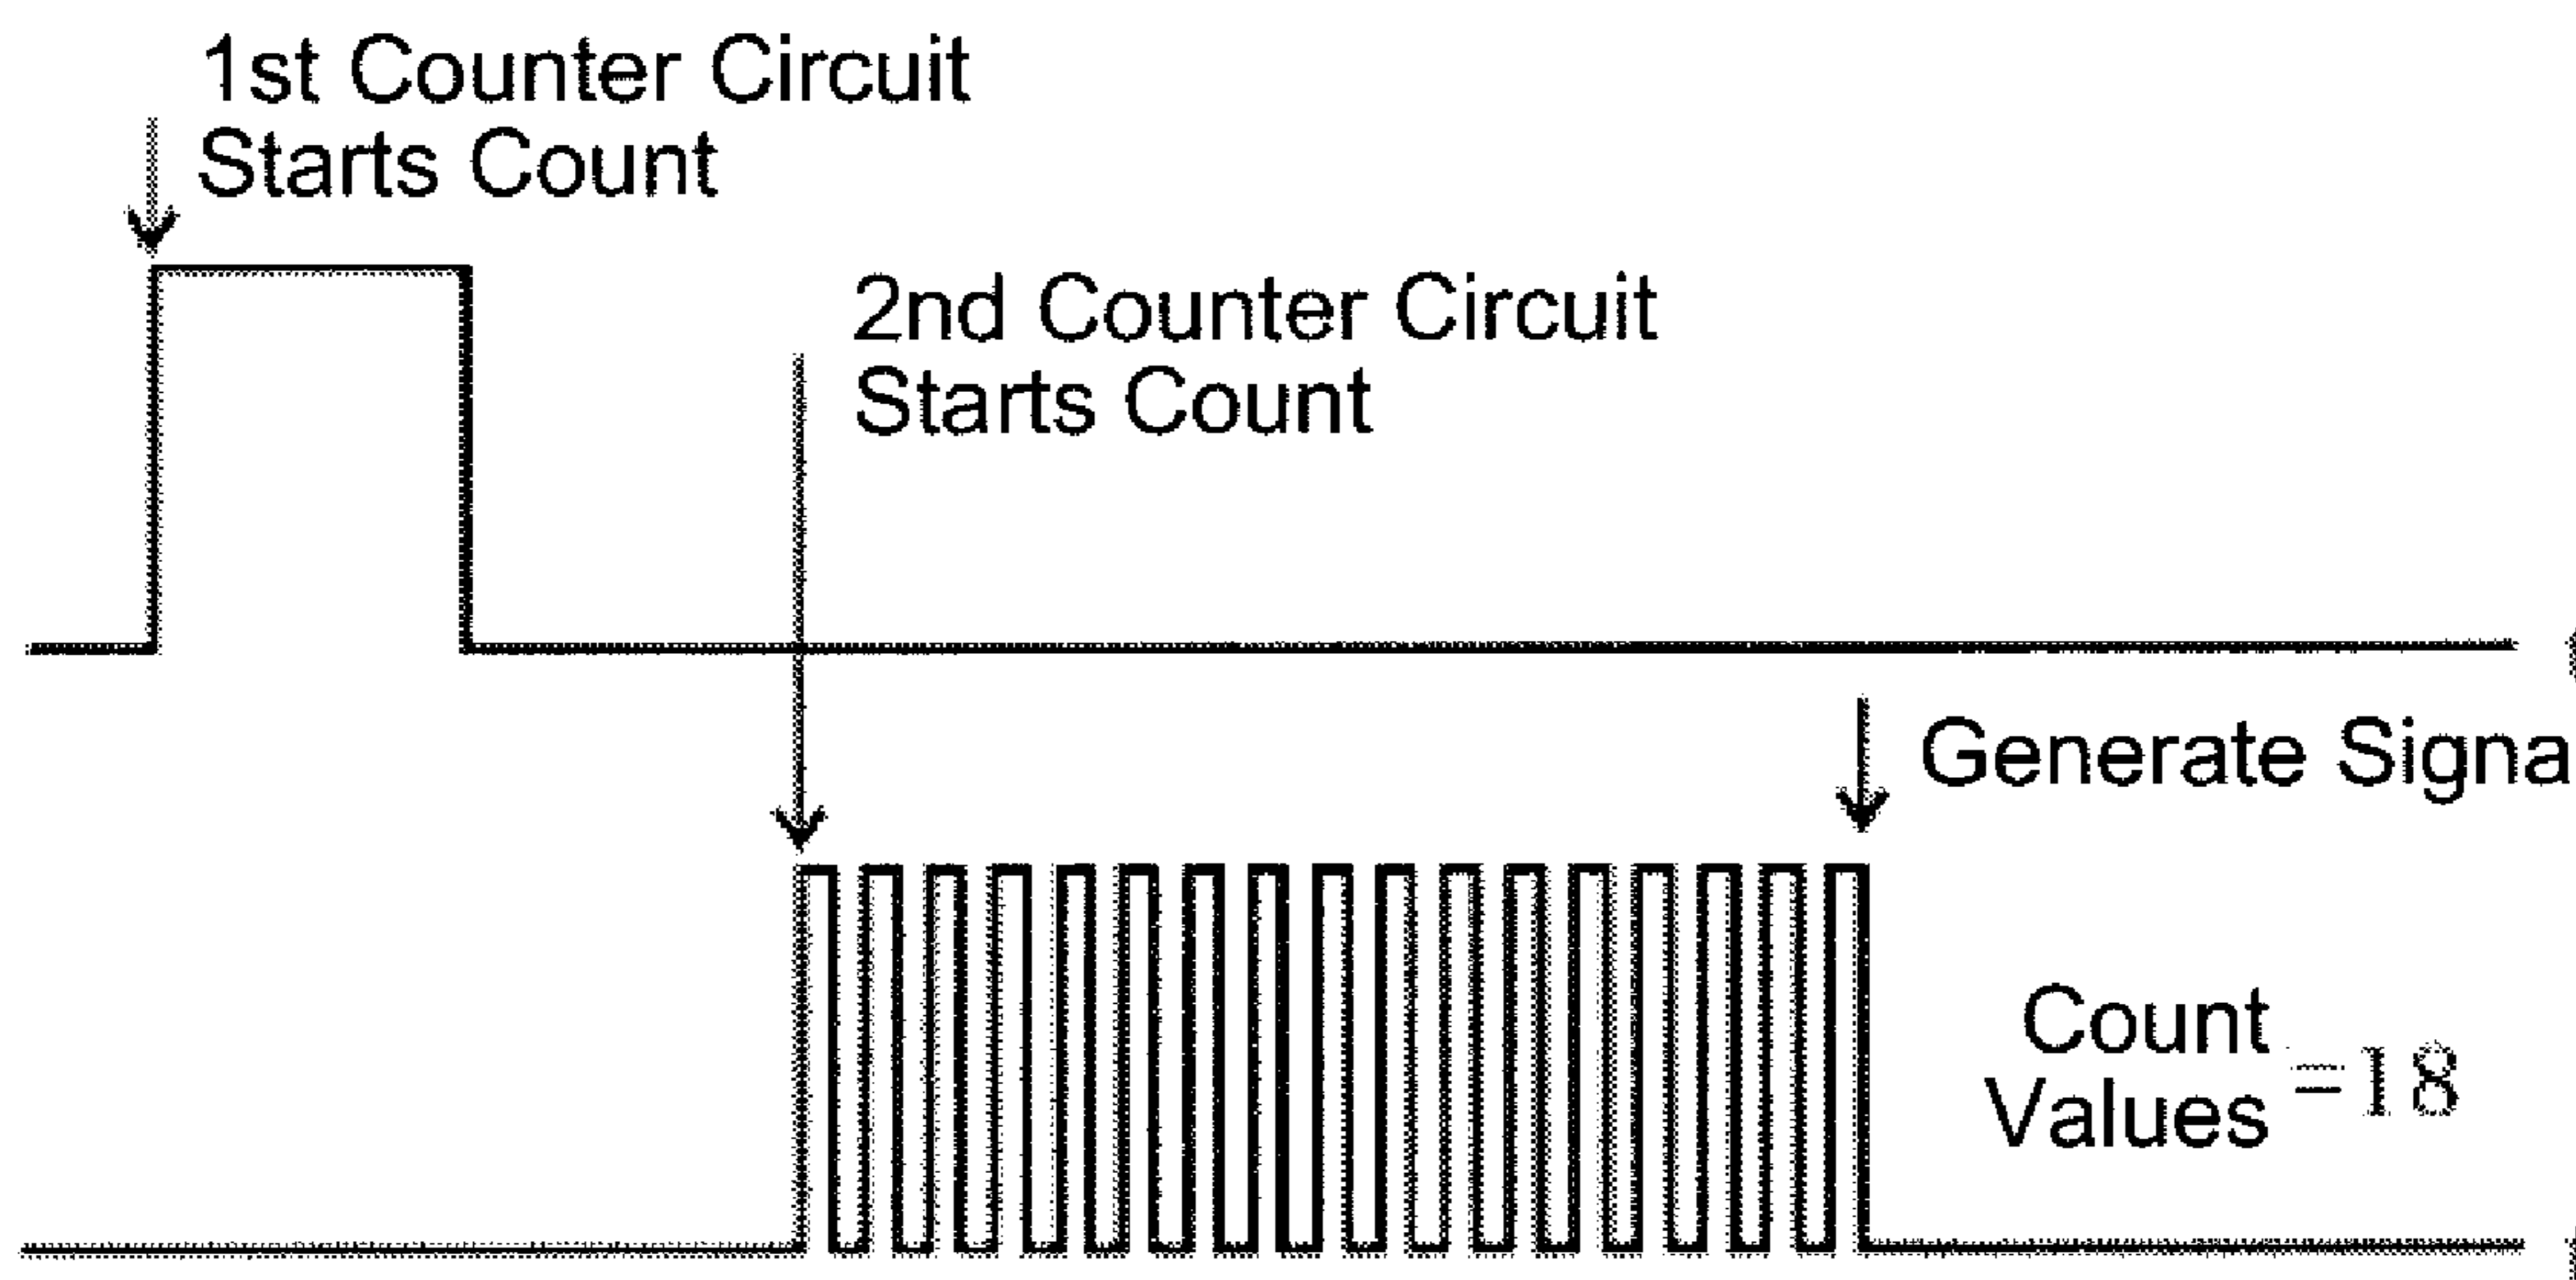 1st Counter Circuit
Starts Count
2nd Counter Circuit
Starts Count
Generate Signa
Count
Values =18